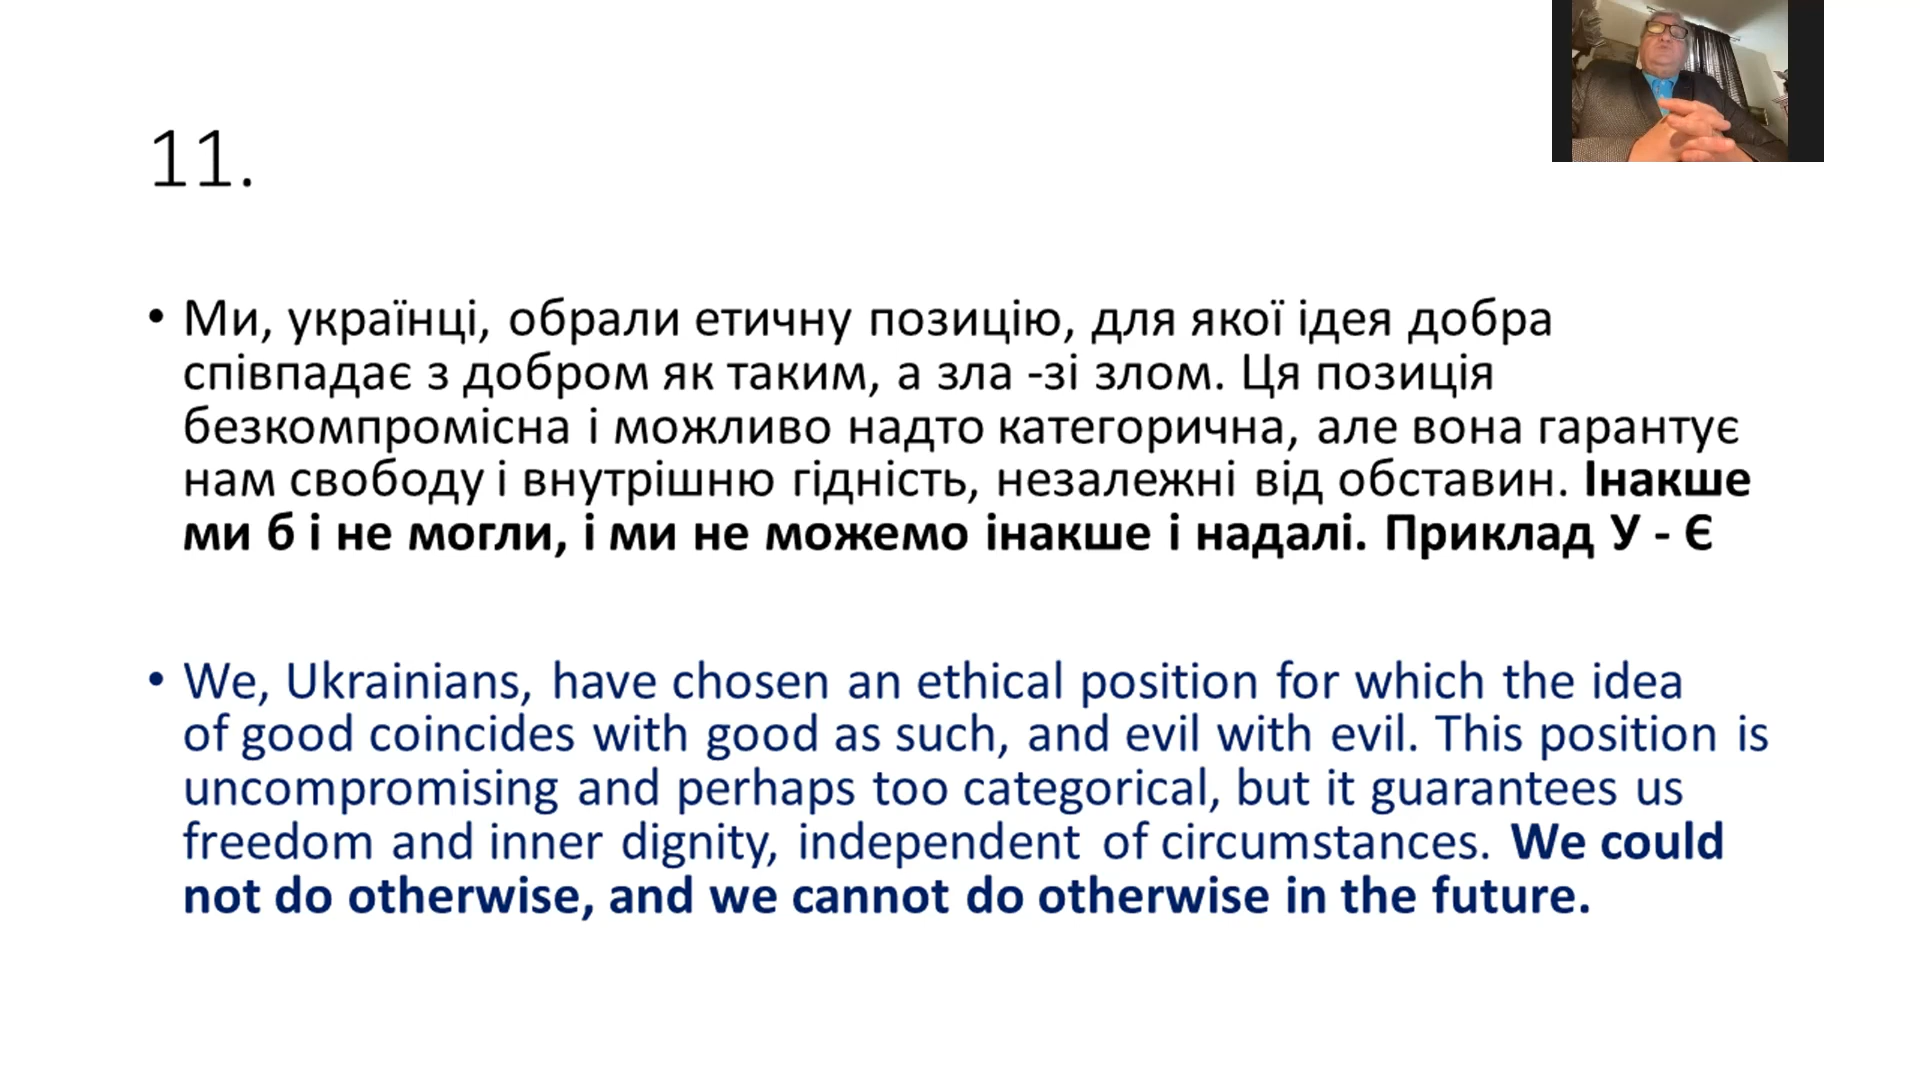 11.
• Ми, українці, обрали етичну позицію, для якої ідея добра
співпадає з добром як таким, а зла -зі злом. Ця позиція
безкомпромісна і можливо надто категорична, але вона гарантує
нам свободу і внутрішню гідність, незалежні від обставин. Інакше
ми б і не могли, і ми не можемо інакше і надалі. Приклад У - Є
• We, Ukrainians, have chosen an ethical position for which the idea
of good coincides with good as such, and evil with evil. This position is
uncompromising and perhaps too categorical, but it guarantees us
freedom and inner dignity, independent of circumstances. We could
not do otherwise, and we cannot do otherwise in the future.